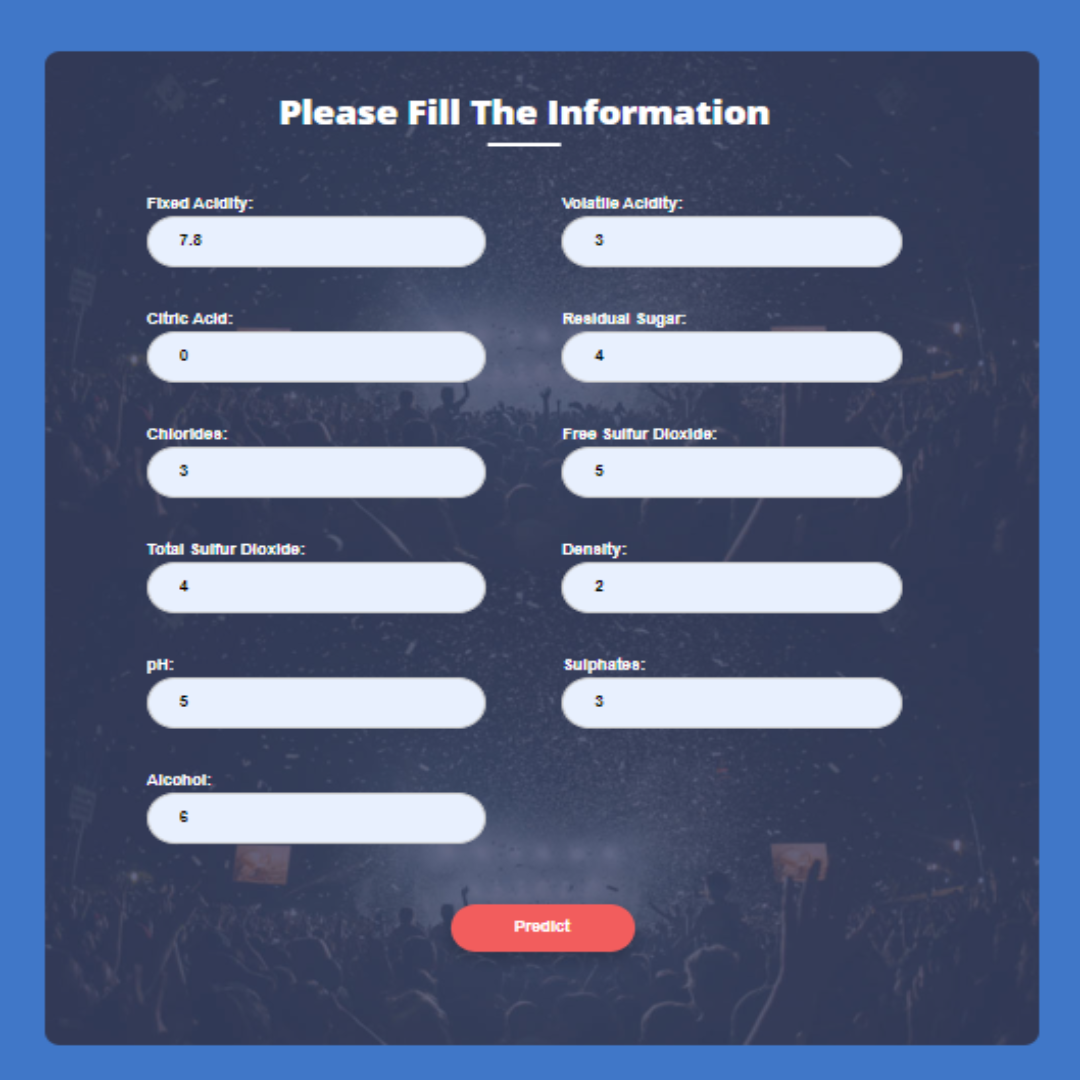 Please Fill The Information
Fixed Acidity: Volatile Acidity:
7.8 3
Citric Acid: Residual Sugar:
0 4
Chlorides: Free Sulfur Dioxide:
3 5
Total Sulfur Dioxide: Density:
4 2
pH: Sulphates:
5 3
Alcohol:
6
Predict